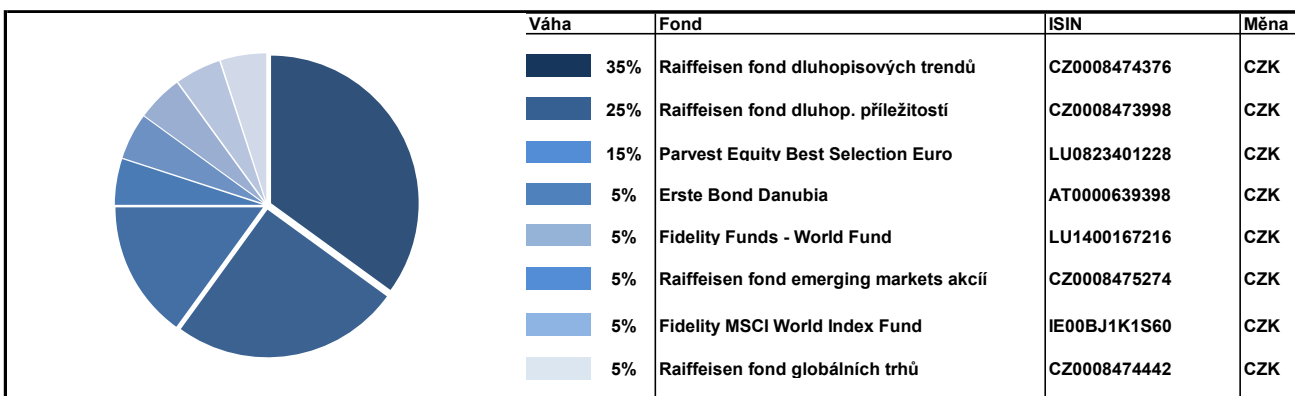 Váha Fond ISIN Měna
35% Raiffeisen fond dluhopisových trendů CZ0008474376 CZK
25% Raiffeisen fond dluhop. příležitostí CZ0008473998 CZK
15% Parvest Equity Best Selection Euro LU0823401228 CZK
5% Erste Bond Danubia AT0000639398 CZK
5% Fidelity Funds - World Fund LU1400167216 CZK
5% Raiffeisen fond emerging markets akcíí CZ0008475274 CZK
5% Fidelity MSCI World Index Fund IE00BJ1K1S60 CZK
5% Raiffeisen fond globálních trhů CZ0008474442 CZK